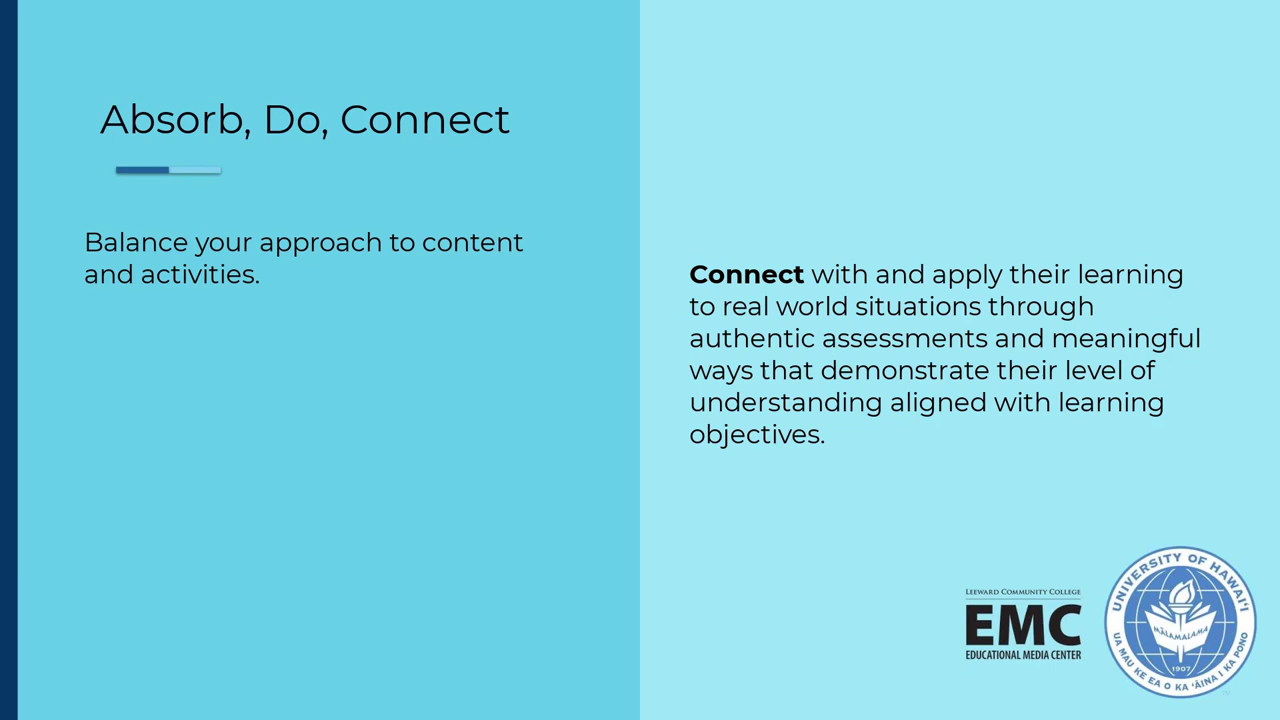 Absorb, Do, Connect
Balance your approach to content
and activities.
Connect with and apply their learning
to real world situations through
authentic assessments and meaningful
ways that demonstrate their level of
understanding aligned with learning
objectives.
LEEWARD COMMUNITY COLLEGE
EMC
EDUCATIONAL MEDIA CENTER
UNIVERSITY OF HAWAIʻI
MĀLAMALAMA
1907
UA MAU KE EA O KA ʻĀINA I KA PONO